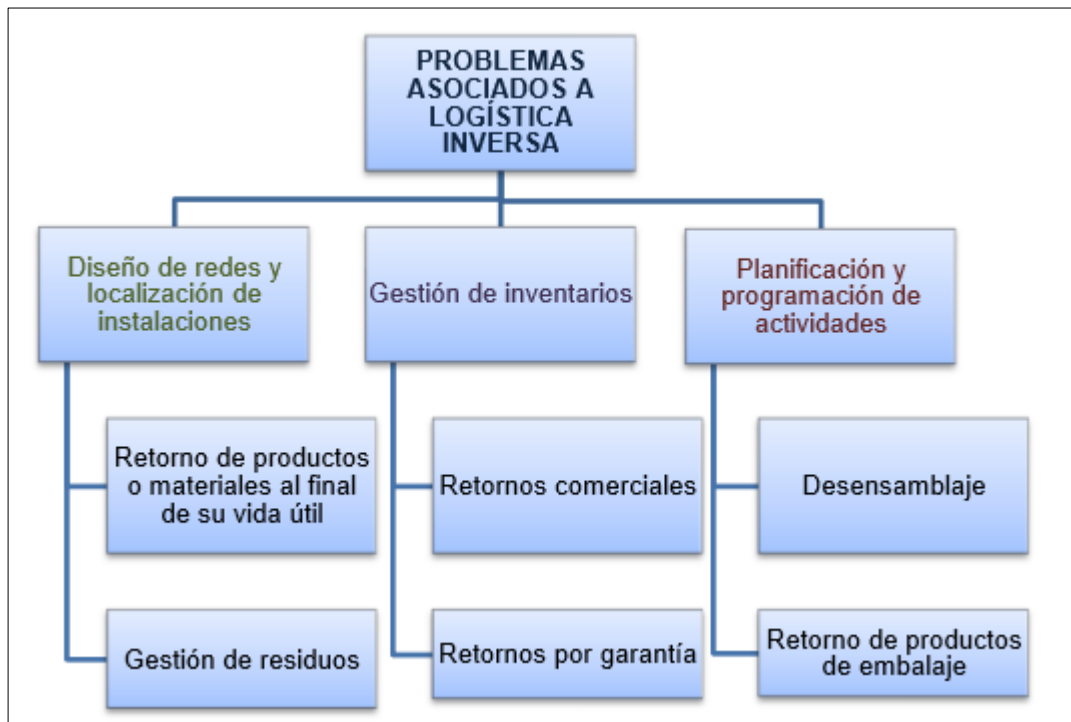 PROBLEMAS
ASOCIADOS A
LOGÍSTICA
INVERSA
Diseño de redes y
localización de
instalaciones
Gestión de inventarios
Planificación y
programación de
actividades
Retorno de productos
o materiales al final
de su vida útil
Retornos comerciales
Desensamblaje
Gestión de residuos
Retornos por garantía
Retorno de productos
de embalaje